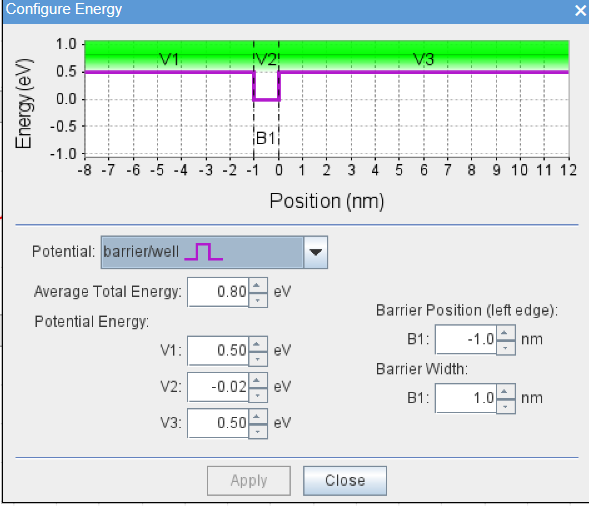 Configure Energy
×
1.0
V1 V2 V3
0.5
0.0
-0.5
B1
-1.0
-8 -7 -6 -5 -4 -3 -2 -1 0 1 2 3 4 5 6 7 8 9 10 11 12
Energy (eV)
Position (nm)
Potential: barrier/well
Average Total Energy: 0.80 eV
Potential Energy:
V1: 0.50 eV
V2: -0.02 eV
V3: 0.50 eV
Barrier Position (left edge):
B1: -1.0 nm
Barrier Width:
B1: 1.0 nm
Apply Close